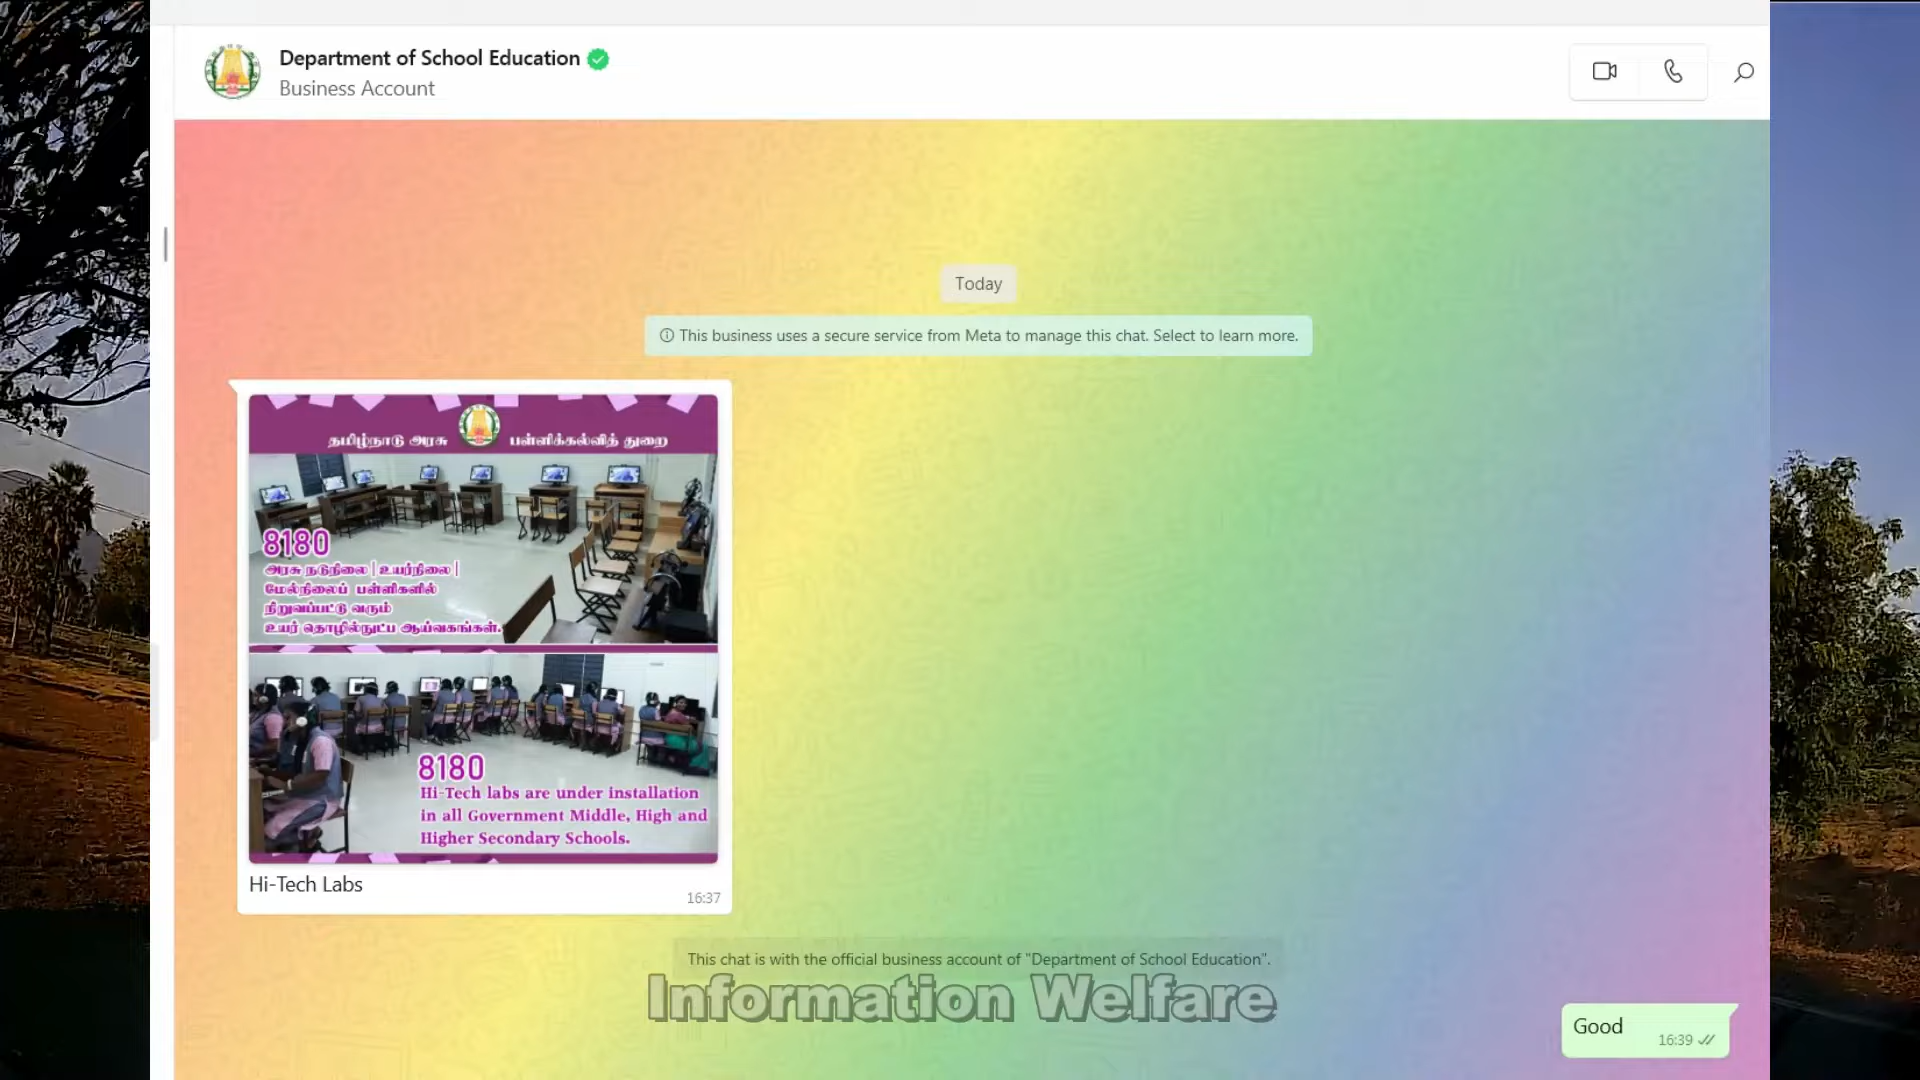 Department of School Education
Business Account
Today
This business uses a secure service from Meta to manage this chat. Select to learn more.
தமிழ்நாடு அரசு பள்ளிக்கல்வித் துறை
8180
அரசு நடுநிலை | உயர்நிலை |
மேல்நிலைப் பள்ளிகளில்
நிறுவப்பட்டு வரும்
உயர் தொழில்நுட்ப ஆய்வகங்கள்.
8180
Hi-Tech labs are under installation
in all Government Middle, High and
Higher Secondary Schools.
Hi-Tech Labs
16:37
This chat is with the official business account of "Department of School Education".
Information Welfare
Good
16:39